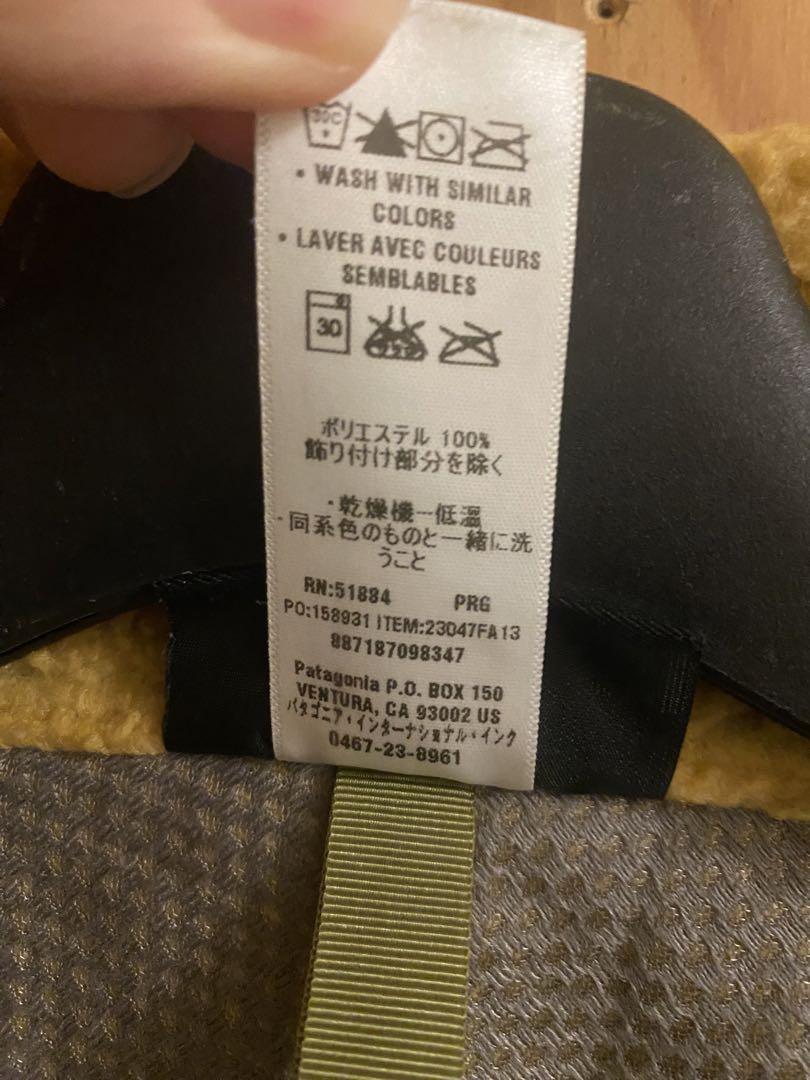 30C
• WASH WITH SIMILAR
COLORS
• LAVER AVEC COULEURS
SEMBLABLES
30
ポリエステル 100%
飾り付け部分を除く
・乾燥機ー低温
・同系色のものと一緒に洗
うこと
RN:51884 PRG
PO:158931 ITEM:23047FA13
887187098347
Patagonia P.O. BOX 150
VENTURA, CA 93002 US
パタゴニア・インターナショナル・インク
0467-23-8961